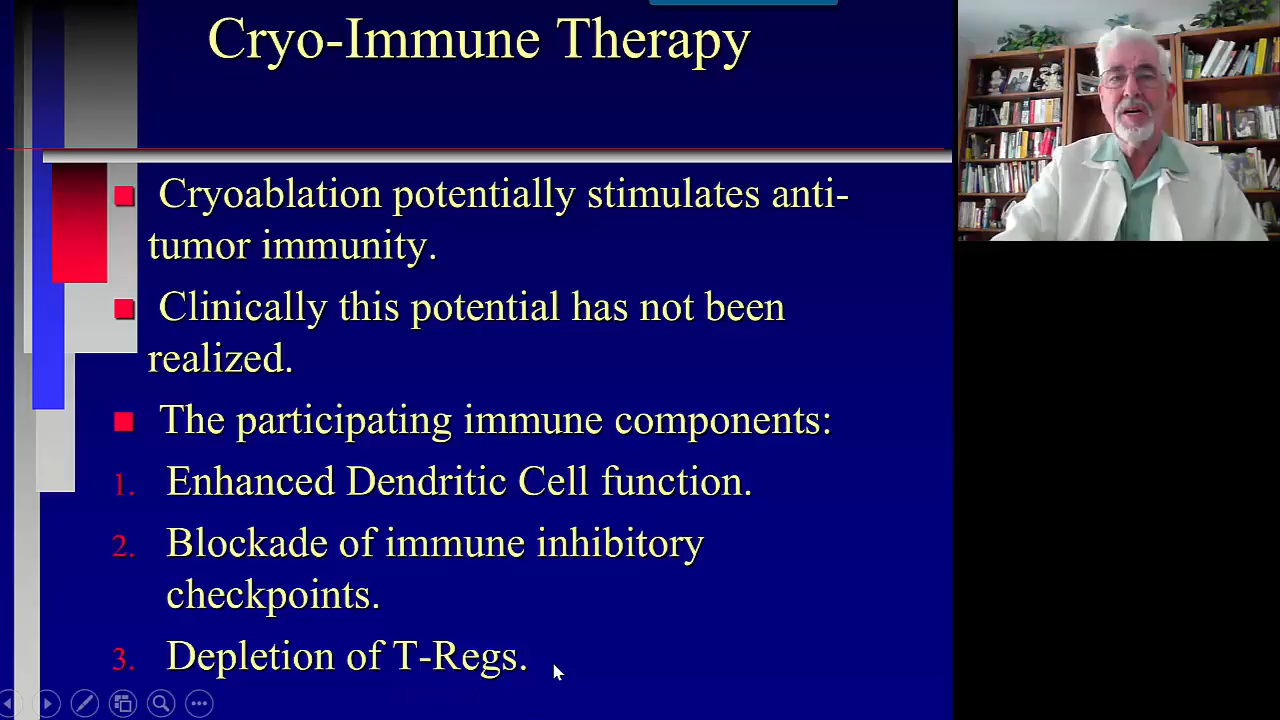 Cryo-Immune Therapy
Cryoablation potentially stimulates anti-
tumor immunity.
Clinically this potential has not been
realized.
The participating immune components:
1. Enhanced Dendritic Cell function.
2. Blockade of immune inhibitory
checkpoints.
3. Depletion of T-Regs.